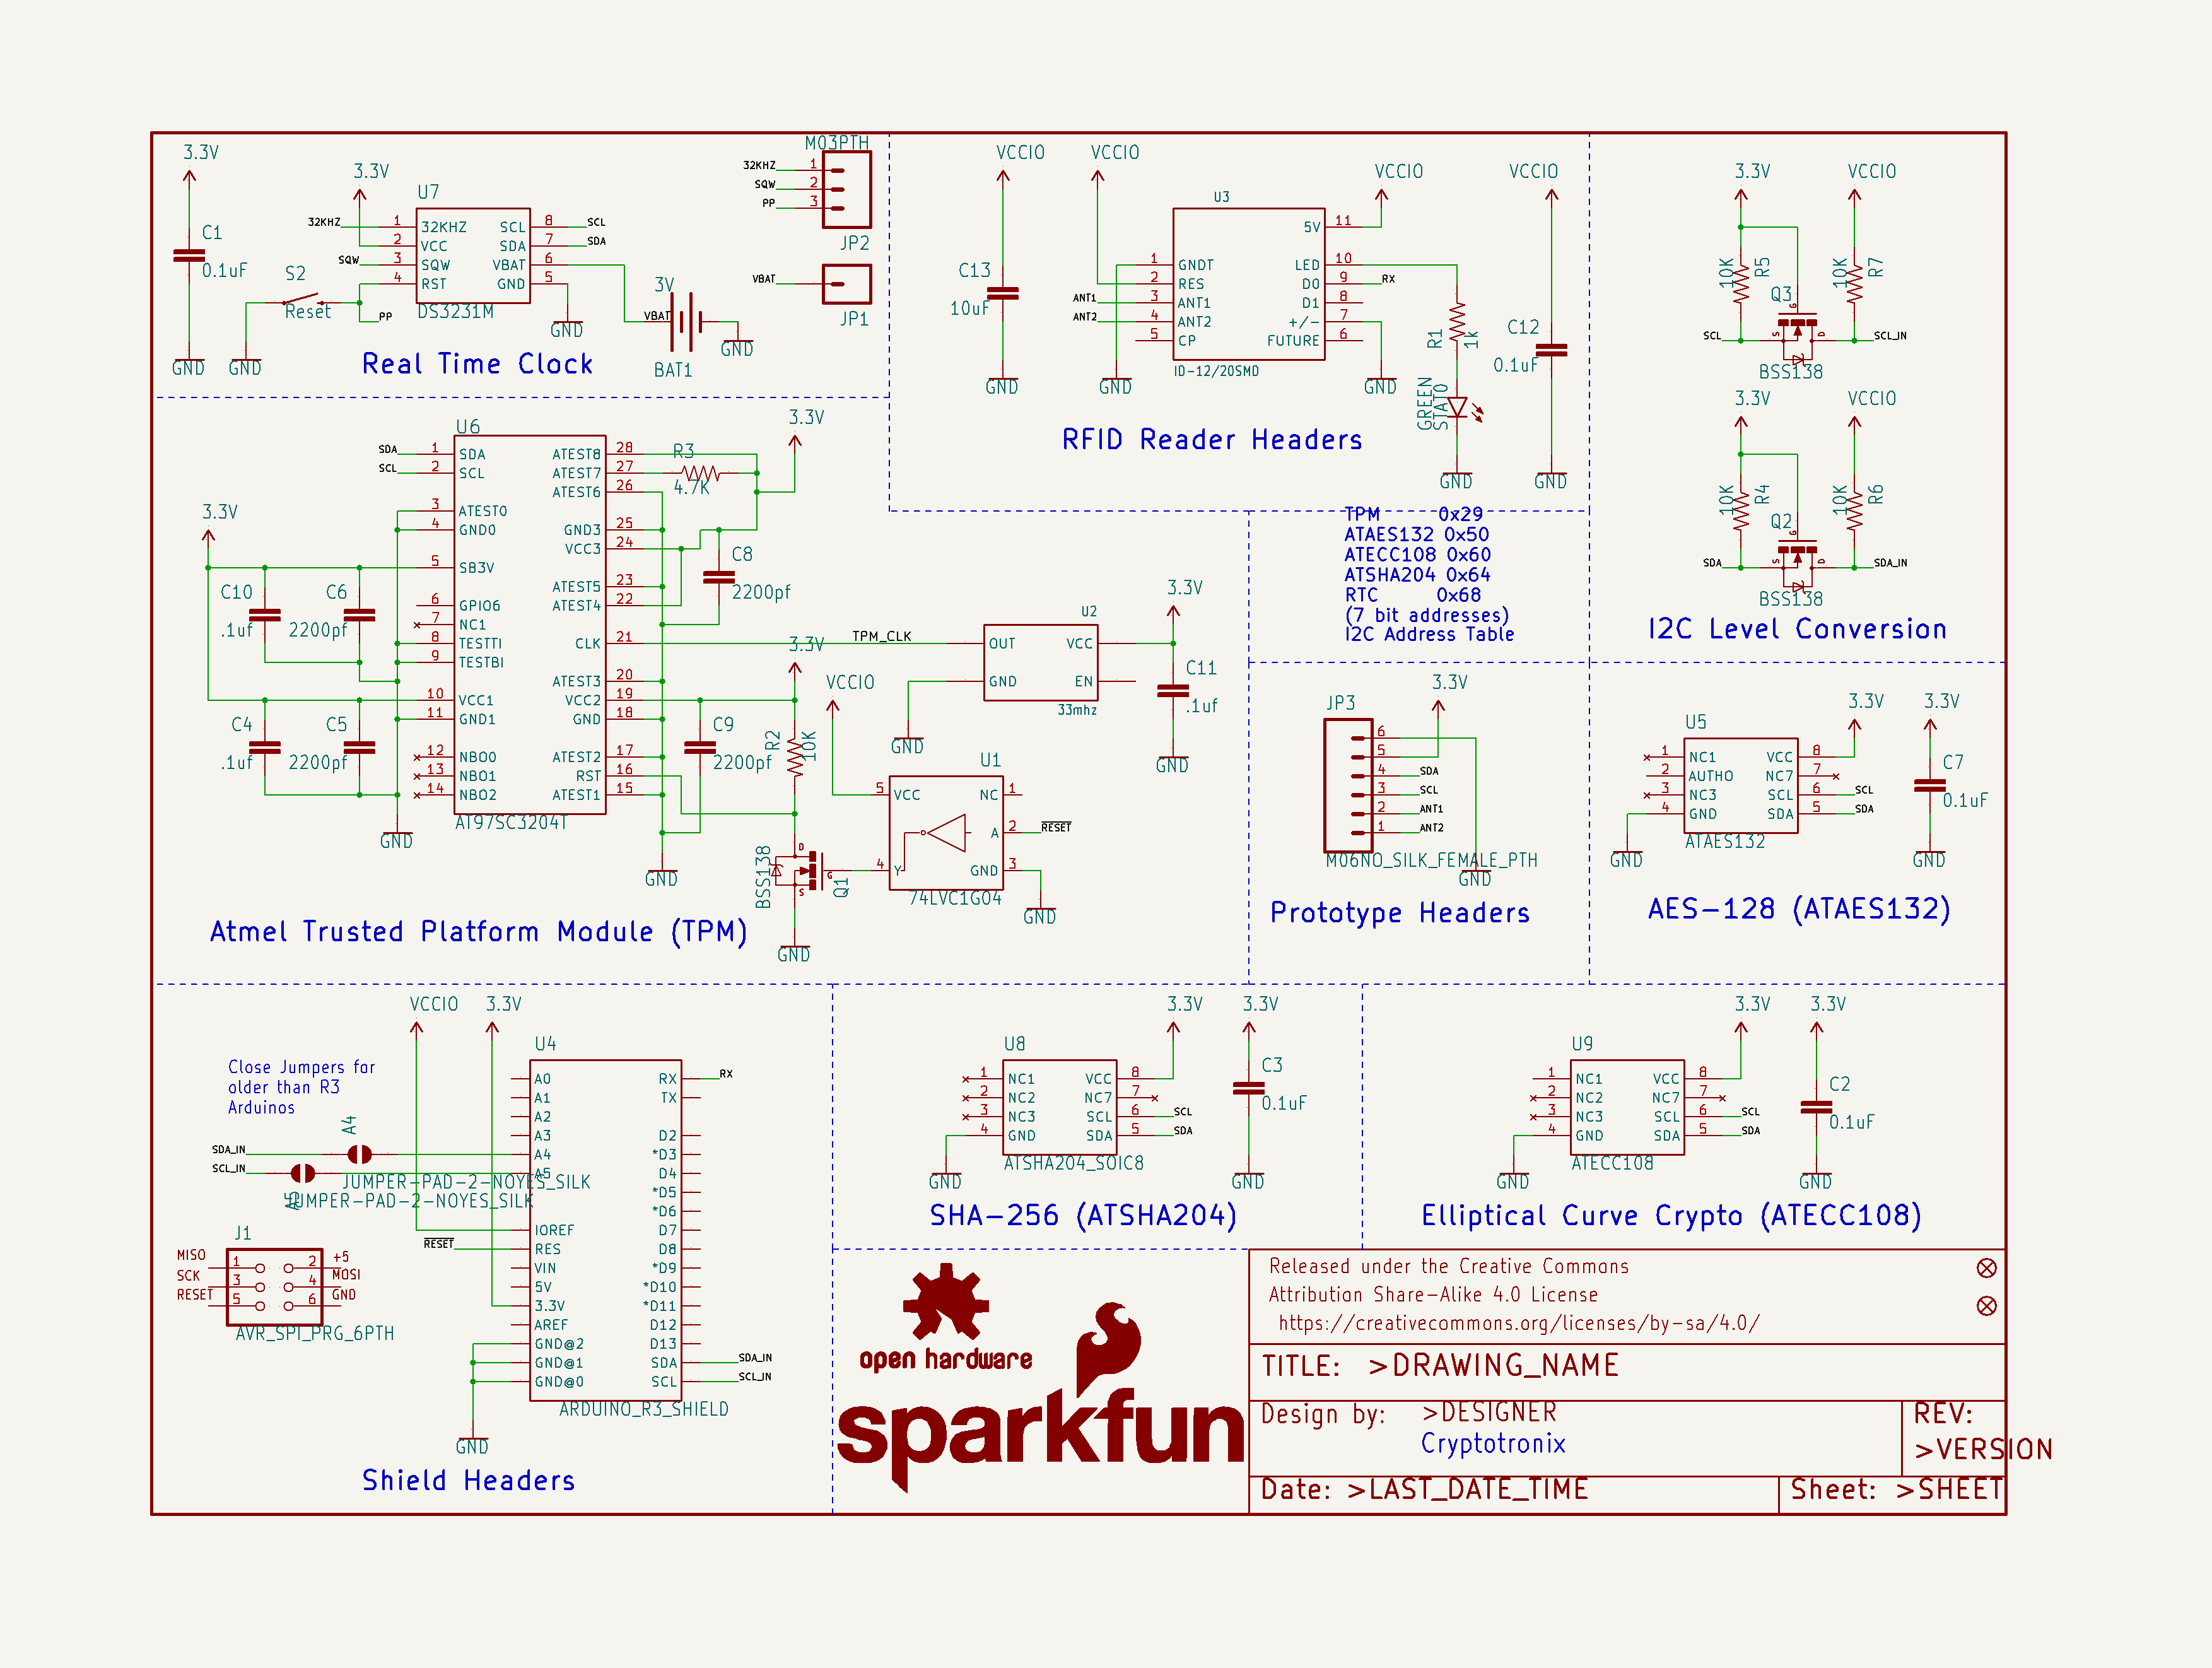 3.3V
C1
0.1uF
GND
3.3V
U7
32KHZ
1
32KHZ
2
VCC
SQW
3
SQW
4
RST
SCL
8
SCL
SDA
7
SDA
VBAT
6
GND
5
DS3231M
S2
Reset
PP
GND
GND
3V
VBAT
BAT1
GND
Real Time Clock
M03PTH
32KHZ
1
SQW
2
PP
3
JP2
VBAT
JP1
VCCIO
C13
10uF
GND
VCCIO
U3
1
GNDT
2
RES
ANT1
3
ANT1
ANT2
4
ANT2
5
CP
5V
11
LED
10
D0
9
RX
D1
8
+/-
7
FUTURE
6
ID-12/20SMD
GND
VCCIO
GND
R1
1k
GREEN
STAT0
GND
VCCIO
C12
0.1uF
GND
RFID Reader Headers
3.3V
VCCIO
10K
R5
Q3
10K
R7
G
S
D
SCL
SCL_IN
BSS138
3.3V
VCCIO
10K
R4
Q2
10K
R6
G
S
D
SDA
SDA_IN
BSS138
I2C Level Conversion
U6
SDA
1
SDA
SCL
2
SCL
3
ATEST0
4
GND0
5
SB3V
6
GPIO6
7
NC1
8
TESTTI
9
TESTBI
10
VCC1
11
GND1
12
NBO0
13
NBO1
14
NBO2
ATEST8
28
ATEST7
27
ATEST6
26
GND3
25
VCC3
24
ATEST5
23
ATEST4
22
CLK
21
ATEST3
20
VCC2
19
GND
18
ATEST2
17
RST
16
ATEST1
15
AT97SC3204T
3.3V
C10
.1uf
C6
2200pf
C4
.1uf
C5
2200pf
GND
R3
4.7K
3.3V
C8
2200pf
3.3V
C9
2200pf
R2
10K
GND
TPM_CLK
U2
OUT
VCC
GND
EN
33mhz
GND
3.3V
C11
.1uf
GND
VCCIO
U1
5
VCC
NC
1
A
2
RESET
4
Y
GND
3
74LVC1G04
GND
BSS138
D
G
S
Q1
GND
Atmel Trusted Platform Module (TPM)
TPM 0x29
ATAES132 0x50
ATECC108 0x60
ATSHA204 0x64
RTC 0x68
(7 bit addresses)
I2C Address Table
3.3V
JP3
6
5
4
SDA
3
SCL
2
ANT1
1
ANT2
M06NO_SILK_FEMALE_PTH
GND
Prototype Headers
3.3V
3.3V
U5
1
NC1
2
AUTHO
3
NC3
4
GND
VCC
8
NC7
7
SCL
6
SCL
SDA
5
SDA
ATAES132
GND
C7
0.1uF
GND
AES-128 (ATAES132)
VCCIO
3.3V
Close Jumpers for
older than R3
Arduinos
A4
SDA_IN
SCL_IN
A5
JUMPER-PAD-2-NOYES_SILK
JUMPER-PAD-2-NOYES_SILK
U4
A0
A1
A2
A3
A4
A5
IOREF
RESET
RES
VIN
5V
3.3V
AREF
GND@2
GND@1
GND@0
RX
RX
TX
D2
*D3
D4
*D5
*D6
D7
D8
*D9
*D10
*D11
D12
D13
SDA
SDA_IN
SCL
SCL_IN
ARDUINO_R3_SHIELD
GND
J1
MISO
1
2
+5
SCK
3
4
MOSI
RESET
5
6
GND
AVR_SPI_PRG_6PTH
Shield Headers
3.3V
3.3V
U8
1
NC1
2
NC2
3
NC3
4
GND
VCC
8
NC7
7
SCL
6
SCL
SDA
5
SDA
ATSHA204_SOIC8
GND
C3
0.1uF
GND
SHA-256 (ATSHA204)
3.3V
3.3V
U9
1
NC1
2
NC2
3
NC3
4
GND
VCC
8
NC7
7
SCL
6
SCL
SDA
5
SDA
ATECC108
GND
C2
0.1uF
GND
Elliptical Curve Crypto (ATECC108)
open hardware
sparkfun
Released under the Creative Commons
Attribution Share-Alike 4.0 License
https://creativecommons.org/licenses/by-sa/4.0/
TITLE: >DRAWING_NAME
Design by: >DESIGNER
Cryptotronix
REV:
>VERSION
Date: >LAST_DATE_TIME
Sheet: >SHEET